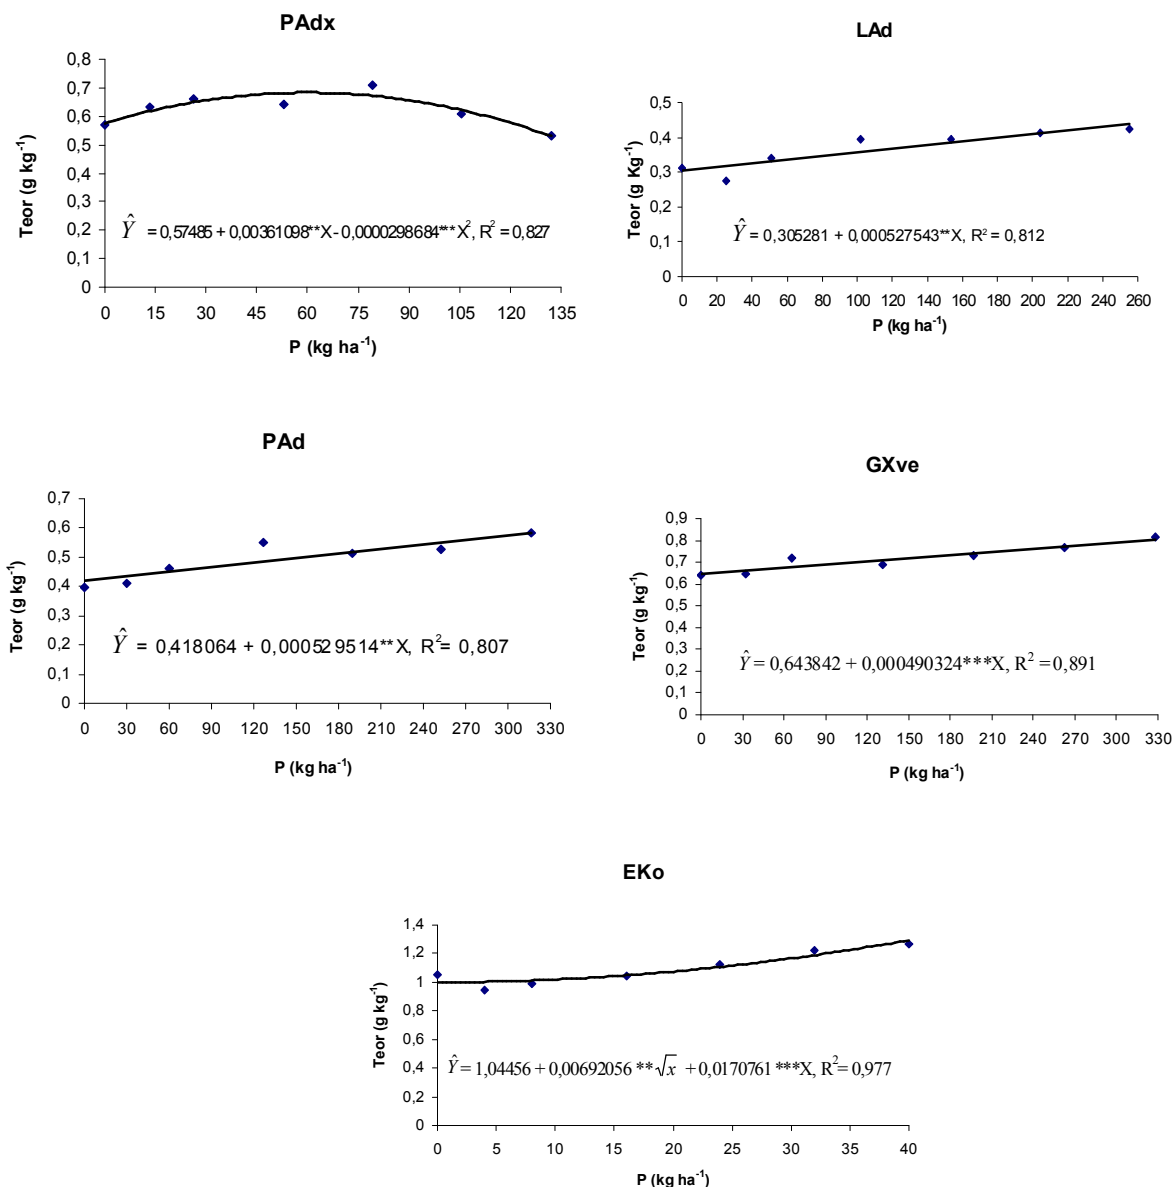 PAdx
Teor (g kg⁻¹)
0,8
0,7
0,6
0,5
0,4
0,3
0,2
0,1
0
Ŷ = 0,57485 + 0,00361098**X - 0,0000298684***X², R² = 0,827
0 15 30 45 60 75 90 105 120 135
P (kg ha⁻¹)
LAd
Teor (g Kg⁻¹)
0,5
0,4
0,3
0,2
0,1
0
Ŷ = 0,305281 + 0,000527543**X, R² = 0,812
0 20 40 60 80 100 120 140 160 180 200 220 240 260
P (kg ha⁻¹)
PAd
Teor (g kg⁻¹)
0,7
0,6
0,5
0,4
0,3
0,2
0,1
0
Ŷ = 0,418064 + 0,000529514**X, R² = 0,807
0 30 60 90 120 150 180 210 240 270 300 330
P (kg ha⁻¹)
GXve
Teor (g kg⁻¹)
0,9
0,8
0,7
0,6
0,5
0,4
0,3
0,2
0,1
0
Ŷ = 0,643842 + 0,000490324***X, R² = 0,891
0 30 60 90 120 150 180 210 240 270 300 330
P (kg ha⁻¹)
EKo
Teor (g kg⁻¹)
1,4
1,2
1
0,8
0,6
0,4
0,2
0
Ŷ = 1,04456 + 0,00692056 **√x + 0,0170761 ***X, R² = 0,977
0 5 10 15 20 25 30 35 40
P (kg ha⁻¹)